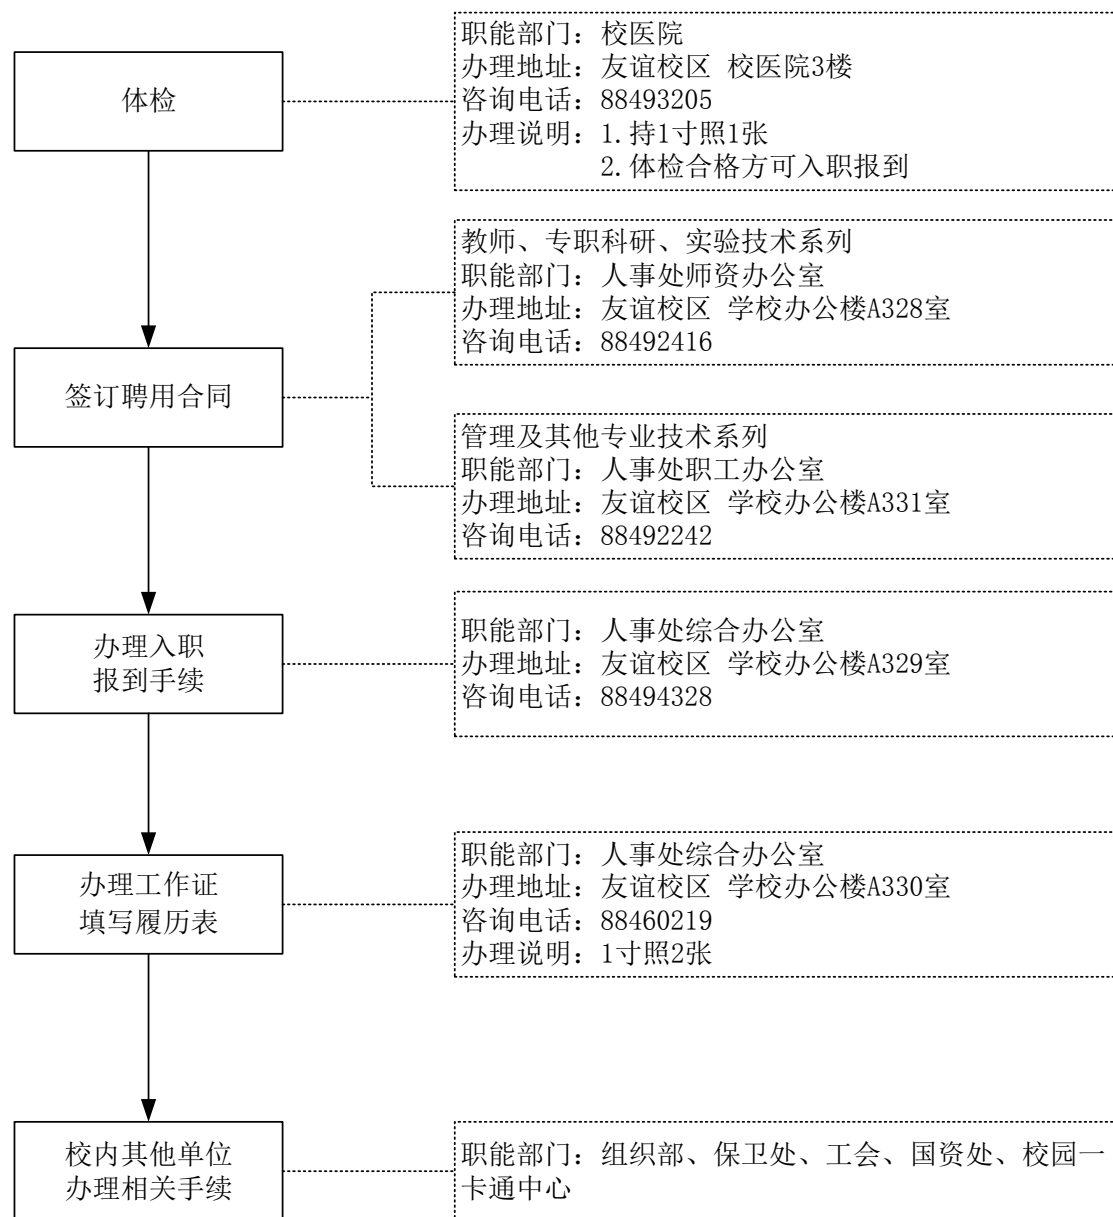 体检
职能部门：校医院
办理地址：友谊校区 校医院3楼
咨询电话：88493205
办理说明：1.持1寸照1张
2.体检合格方可入职报到
签订聘用合同
教师、专职科研、实验技术系列
职能部门：人事处师资办公室
办理地址：友谊校区 学校办公楼A328室
咨询电话：88492416
管理及其他专业技术系列
职能部门：人事处职工办公室
办理地址：友谊校区 学校办公楼A331室
咨询电话：88492242
办理入职
报到手续
职能部门：人事处综合办公室
办理地址：友谊校区 学校办公楼A329室
咨询电话：88494328
办理工作证
填写履历表
职能部门：人事处综合办公室
办理地址：友谊校区 学校办公楼A330室
咨询电话：88460219
办理说明：1寸照2张
校内其他单位
办理相关手续
职能部门：组织部、保卫处、工会、国资处、校园一
卡通中心